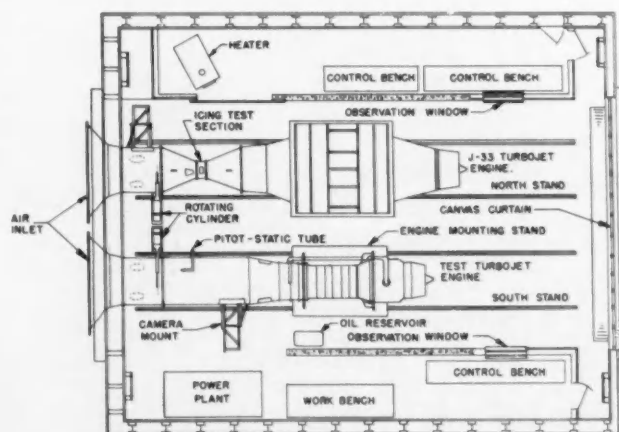 HEATER
CONTROL BENCH
CONTROL BENCH
OBSERVATION WINDOW
ICING TEST
SECTION
J-33 TURBOJET
ENGINE.
NORTH STAND
AIR
INLET
ROTATING
CYLINDER
CANVAS CURTAIN
PITOT-STATIC TUBE
ENGINE MOUNTING STAND
TEST TURBOJET
ENGINE
SOUTH STAND
CAMERA
MOUNT
OIL RESERVOIR
OBSERVATION WINDOW
CONTROL BENCH
POWER
PLANT
WORK BENCH